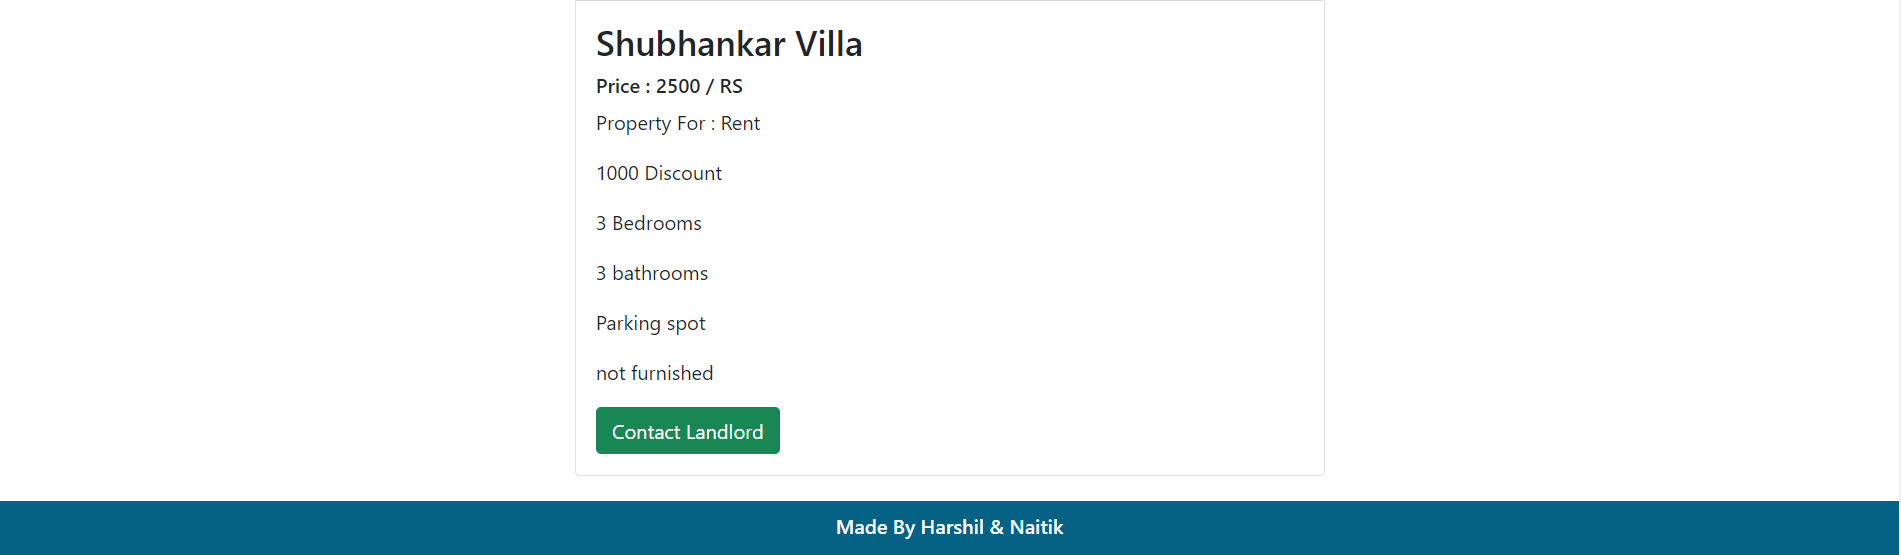 Shubhankar Villa
Price : 2500 / RS
Property For : Rent
1000 Discount
3 Bedrooms
3 bathrooms
Parking spot
not furnished
Contact Landlord
Made By Harshil & Naitik